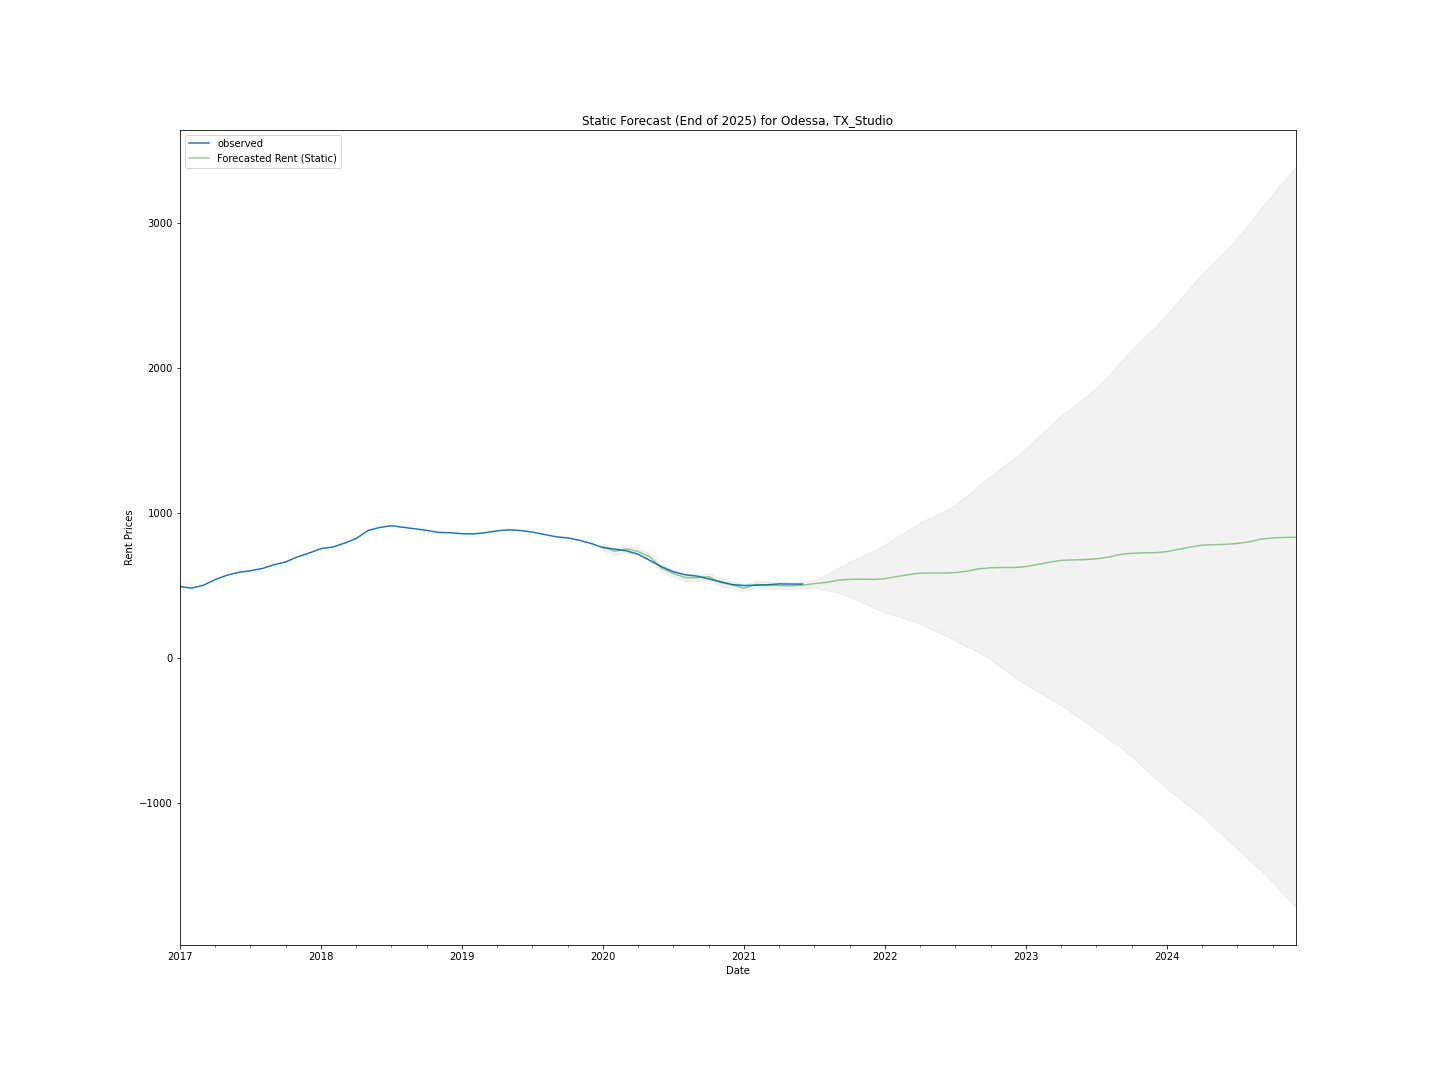 Static Forecast (End of 2025) for Odessa, TX_Studio
observed
Forecasted Rent (Static)
3000
2000
1000
0
−1000
Rent Prices
2017 2018 2019 2020 2021 2022 2023 2024
Date